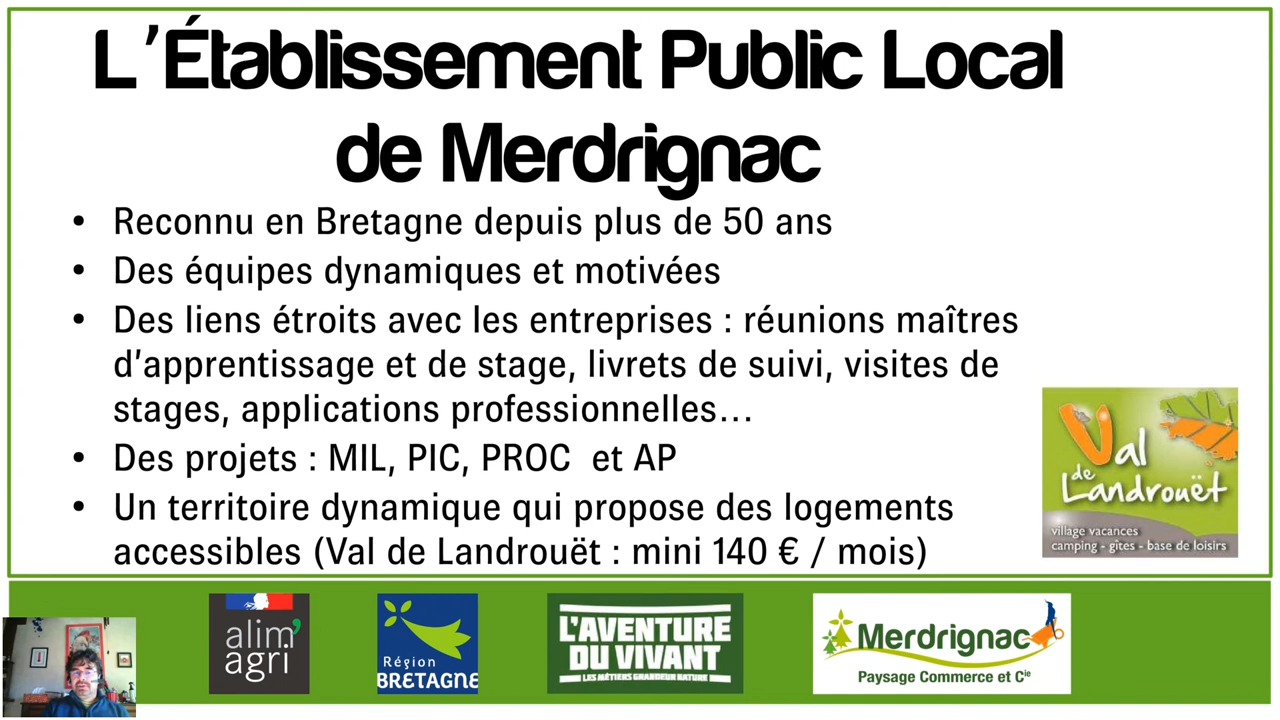 L'Établissement Public Local
de Merdrignac
• Reconnu en Bretagne depuis plus de 50 ans
• Des équipes dynamiques et motivées
• Des liens étroits avec les entreprises : réunions maîtres
d'apprentissage et de stage, livrets de suivi, visites de
stages, applications professionnelles…
• Des projets : MIL, PIC, PROC et AP
• Un territoire dynamique qui propose des logements
accessibles (Val de Landrouët : mini 140 € / mois)
Val
de
Landrouët
village vacances
camping - gîtes - base de loisirs
alim'
agri
Région
BRETAGNE
L'AVENTURE
DU VIVANT
LES MÉTIERS GRANDEUR NATURE
Merdrignac
Paysage Commerce et Cie